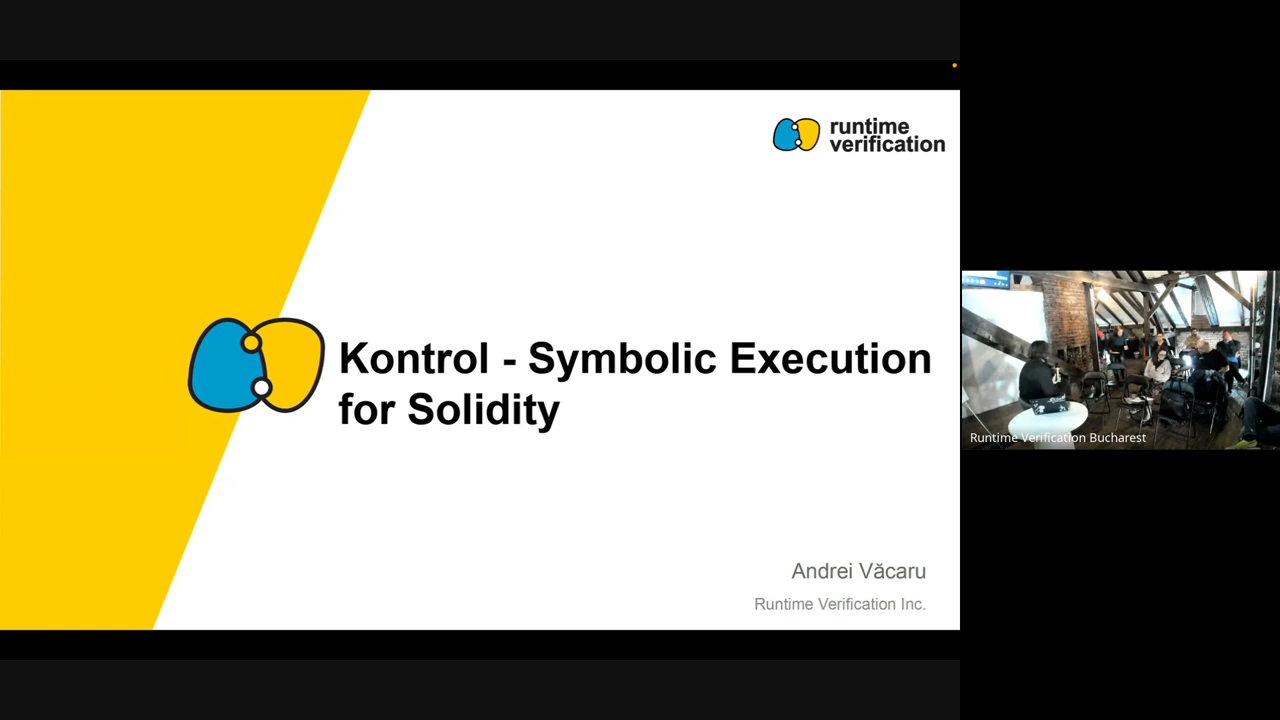 runtime
verification
Kontrol - Symbolic Execution
for Solidity
Andrei Văcaru
Runtime Verification Inc.
Runtime Verification Bucharest